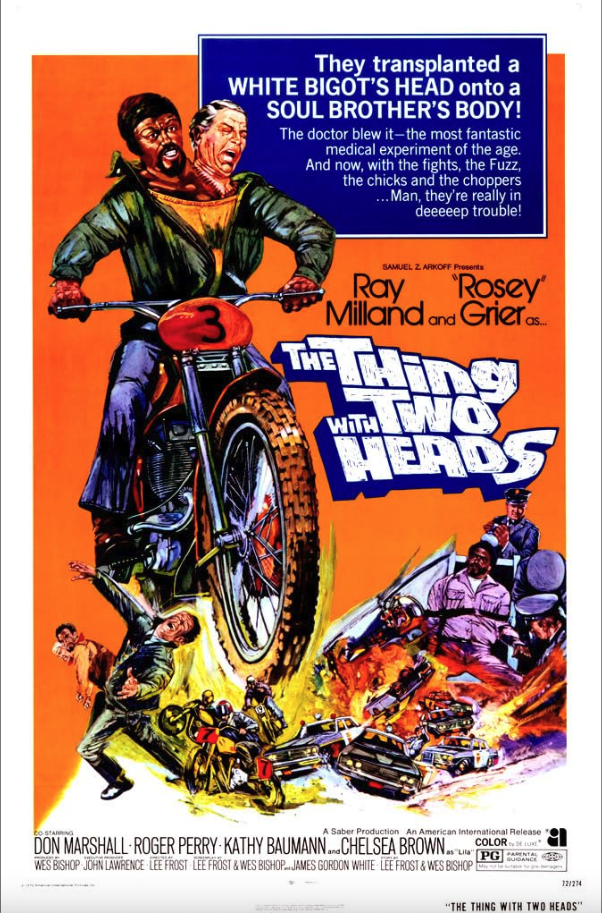 They transplanted a
WHITE BIGOT'S HEAD onto a
SOUL BROTHER'S BODY!
The doctor blew it—the most fantastic
medical experiment of the age.
And now, with the fights, the Fuzz,
the chicks and the choppers
...Man, they're really in
deeeeep trouble!
SAMUEL Z. ARKOFF Presents
Ray "Rosey"
Milland and Grier as...
THE THING
WITH TWO
HEADS
3
7
CO-STARRING
A Saber Production An American International Release
DON MARSHALL · ROGER PERRY · KATHY BAUMANN and CHELSEA BROWN as "Lila"
COLOR by DE LUXE®
PRODUCED BY EXECUTIVE PRODUCER DIRECTED BY SCREENPLAY BY STORY BY
WES BISHOP · JOHN LAWRENCE · LEE FROST · LEE FROST & WES BISHOP and JAMES GORDON WHITE · LEE FROST & WES BISHOP
PG PARENTAL GUIDANCE
72/274
"THE THING WITH TWO HEADS"